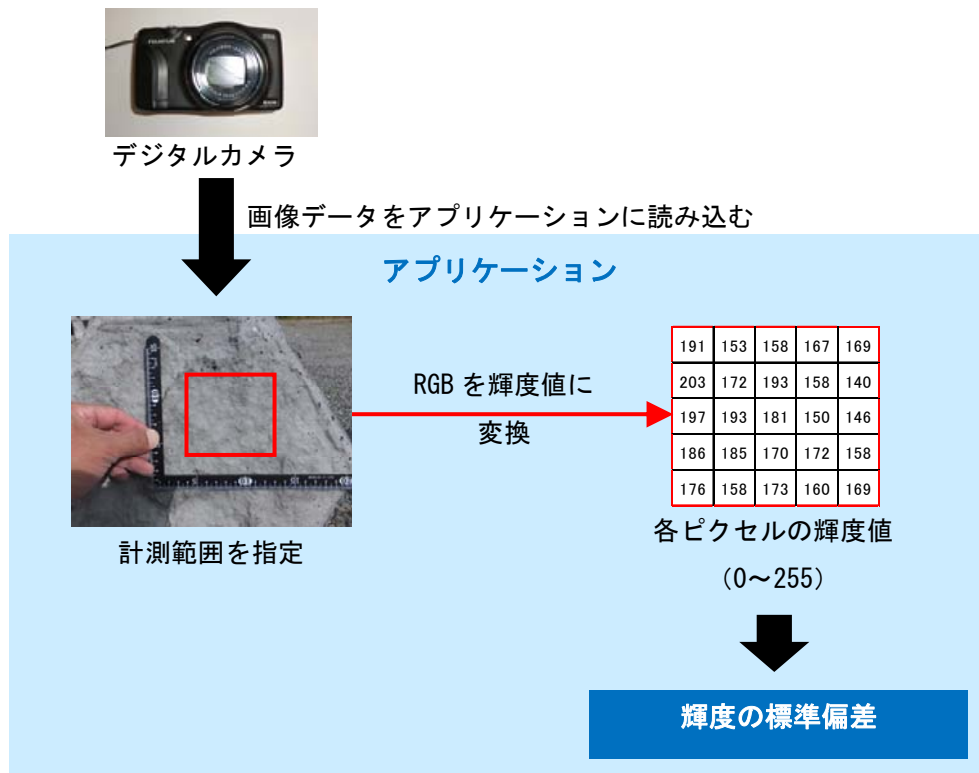 デジタルカメラ
画像データをアプリケーションに読み込む
アプリケーション
RGB を輝度値に
変換
191 153 158 167 169
203 172 193 158 140
197 193 181 150 146
186 185 170 172 158
176 158 173 160 169
計測範囲を指定
各ピクセルの輝度値
（0～255）
輝度の標準偏差